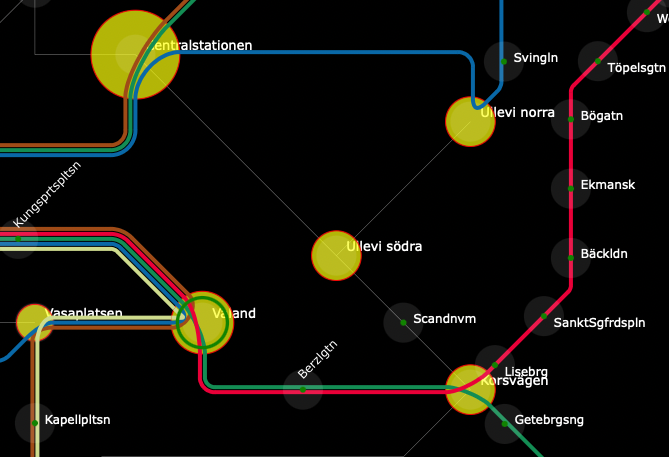 Centralstationen
Svingln
Töpelsgtn
Ullevi norra
Bögatn
Kungsprtspltsn
Ekmansk
Ullevi södra
Bäckldn
Vasaplatsen
Valand
Scandnvm
SanktSgfrdspln
Berzlgtn
Lisebrg
Korsvägen
Kapellpltsn
Getebrgsng